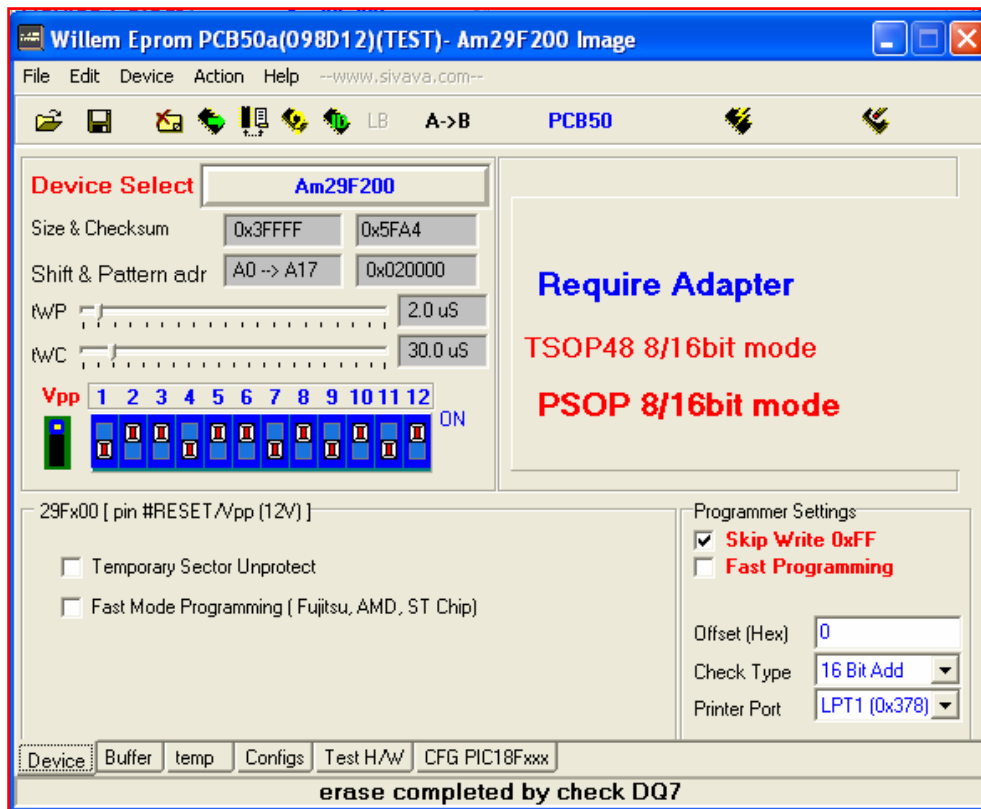 Willem Eprom PCB50a(098D12)(TEST)- Am29F200 Image
File Edit Device Action Help --www.sivava.com--
LB A->B PCB50
Device Select Am29F200
Size & Checksum 0x3FFFF 0x5FA4
Shift & Pattern adr A0 --> A17 0x020000
tWP 2.0 uS
tWC 30.0 uS
Vpp 1 2 3 4 5 6 7 8 9 10 11 12
ON
Require Adapter
TSOP48 8/16bit mode
PSOP 8/16bit mode
29Fx00 [ pin #RESET/Vpp (12V) ]
Temporary Sector Unprotect
Fast Mode Programming ( Fujitsu, AMD, ST Chip)
Programmer Settings
Skip Write 0xFF
Fast Programming
Offset (Hex) 0
Check Type 16 Bit Add
Printer Port LPT1 (0x378)
Device Buffer temp Configs Test H/W CFG PIC18Fxxx
erase completed by check DQ7